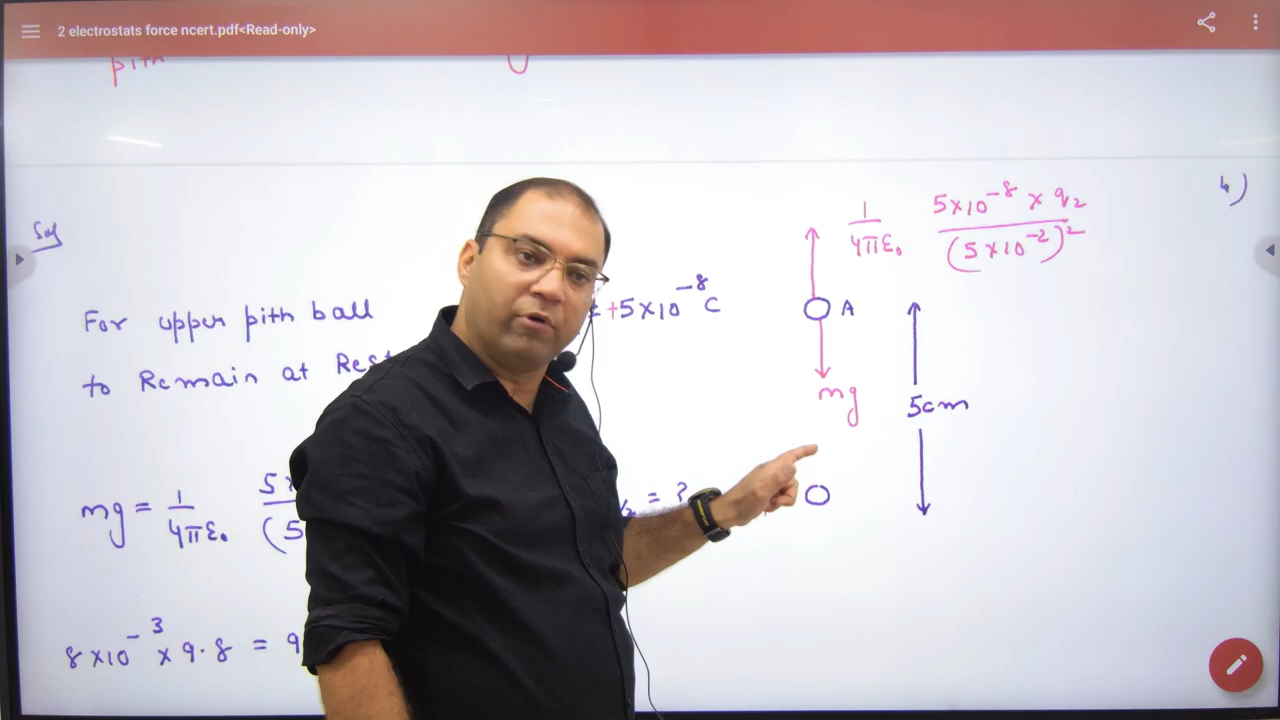 2 electrostats force ncert.pdf<Read-only>
pith
Sol
4)
1/4πε₀ 5×10⁻⁸ × q₂/(5×10⁻²)²
For upper pith ball
= +5×10⁻⁸ C
A
to Remain at Rest
mg
5cm
mg = 1/4πε₀
= ?
8×10⁻³ × 9.8 = 9